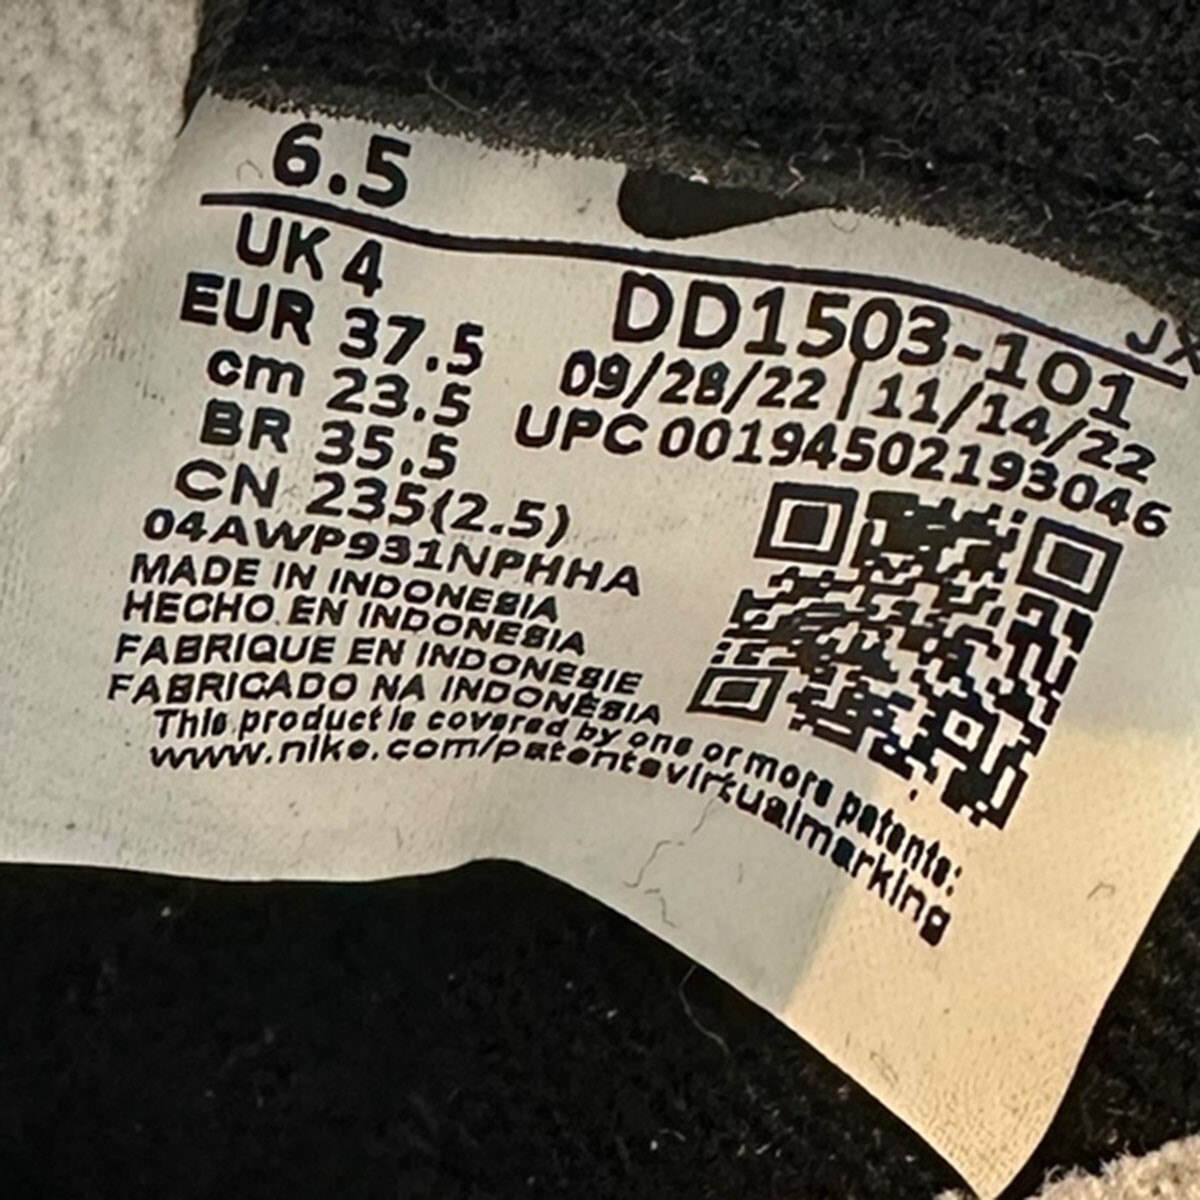 6.5
UK 4
EUR 37.5
cm 23.5
BR 35.5
CN 235(2.5)
JX
DD1503-101
09/28/22 | 11/14/22
UPC 00194502193046
04AWP931NPHHA
MADE IN INDONESIA
HECHO EN INDONESIA
FABRIQUE EN INDONESIE
FABRICADO NA INDONÉSIA
This product is covered by one or more patents:
www.nike.com/patentsvirtualmarking